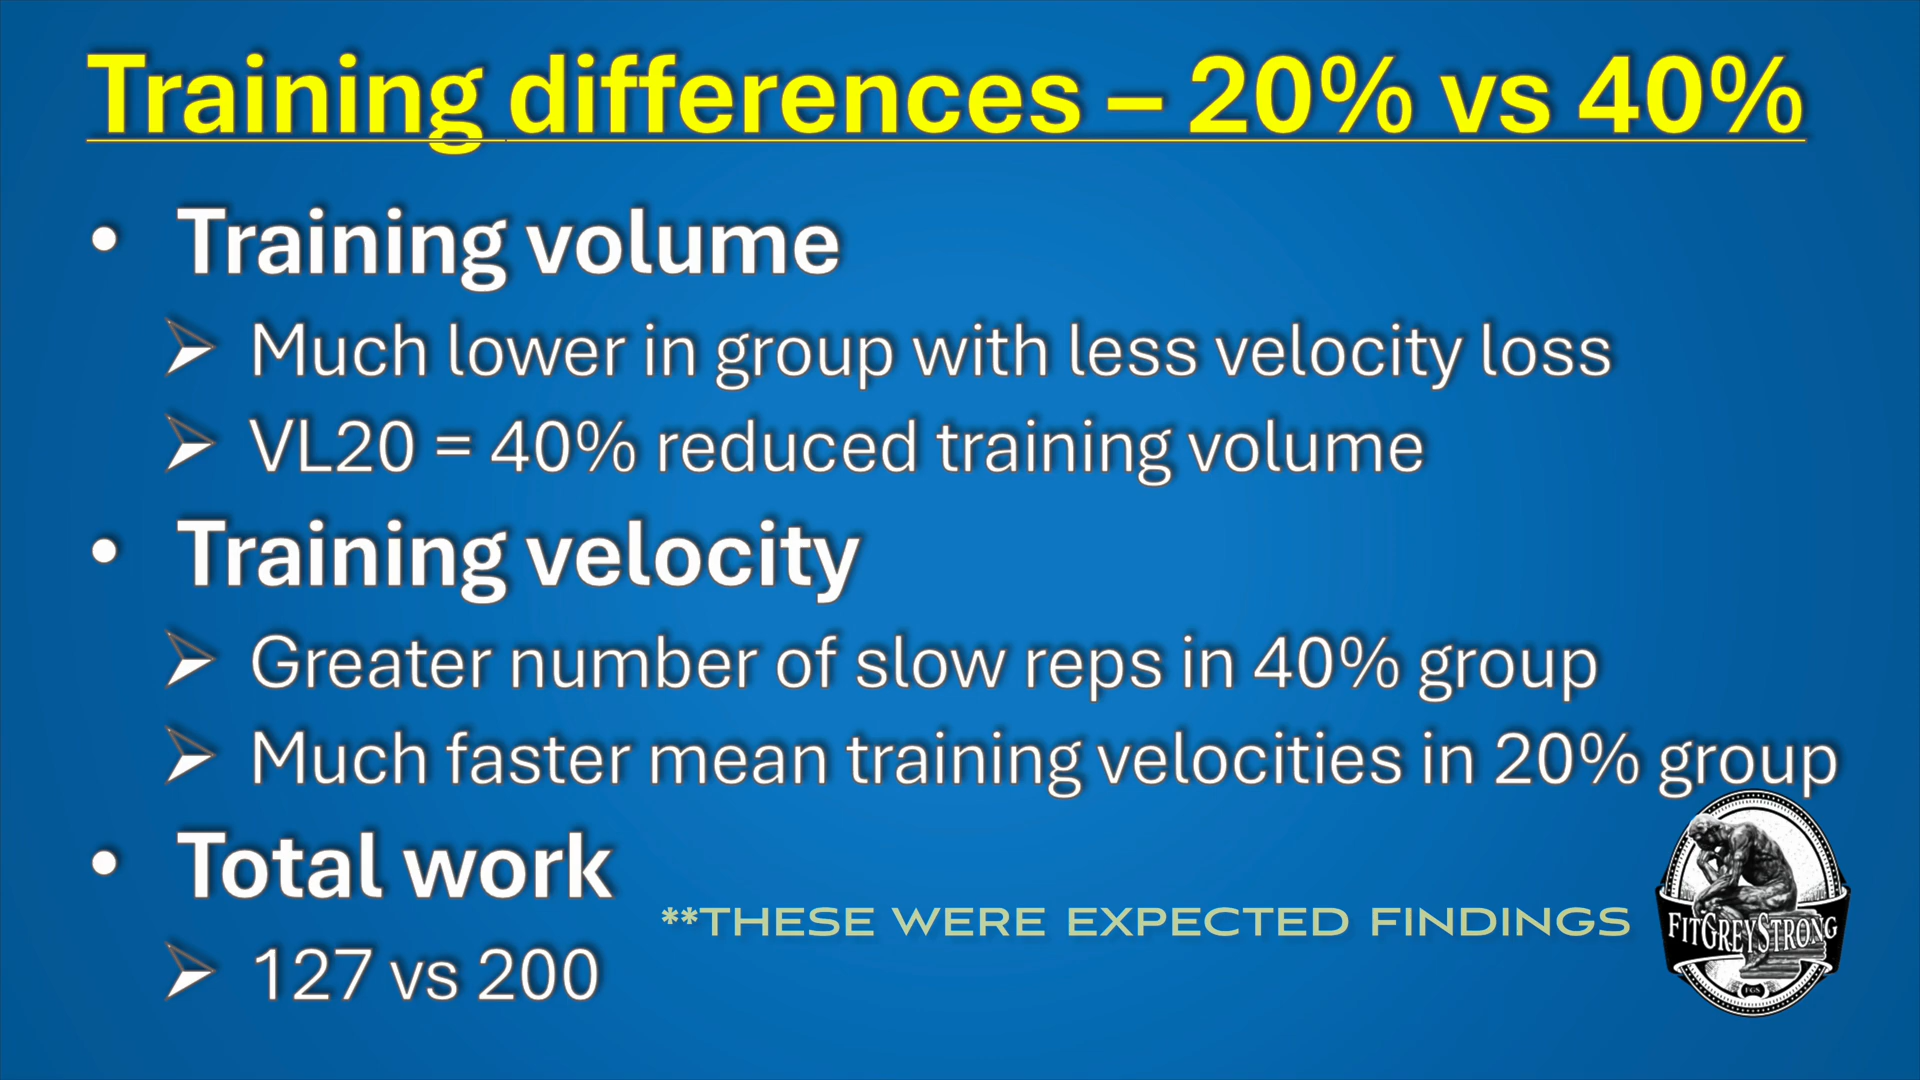 Training differences – 20% vs 40%
• Training volume
➢ Much lower in group with less velocity loss
➢ VL20 = 40% reduced training volume
• Training velocity
➢ Greater number of slow reps in 40% group
➢ Much faster mean training velocities in 20% group
• Total work
**THESE WERE EXPECTED FINDINGS
➢ 127 vs 200
FITGREYSTRONG
FGS